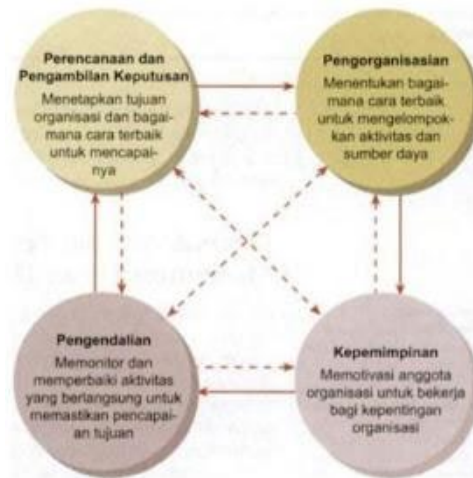 Perencanaan dan
Pengambilan Keputusan
Menetapkan tujuan
organisasi dan bagai-
mana cara terbaik
untuk mencapai-
nya
Pengorganisasian
Menentukan bagai-
mana cara terbaik
untuk mengelompok-
kan aktivitas dan
sumber daya
Pengendalian
Memonitor dan
memperbaiki aktivitas
yang berlangsung untuk
memastikan pencapai-
an tujuan
Kepemimpinan
Memotivasi anggota
organisasi untuk bekerja
bagi kepentingan
organisasi